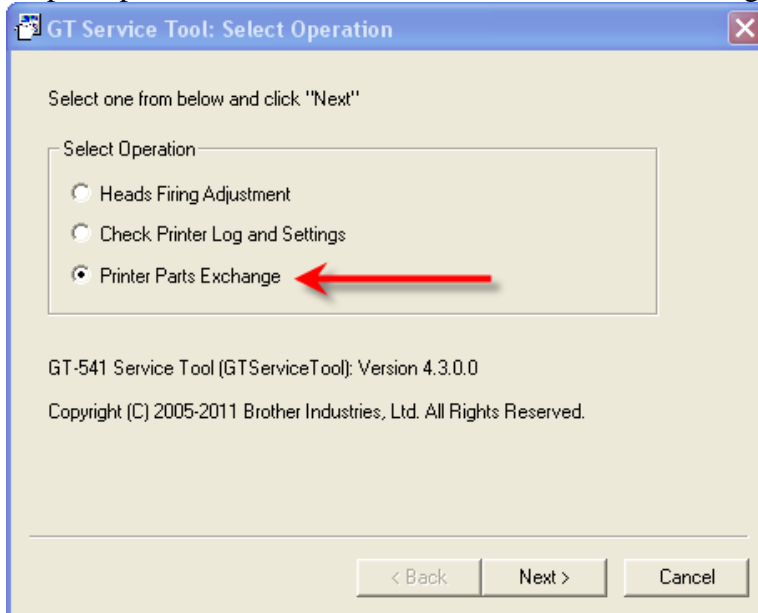 GT Service Tool: Select Operation
Select one from below and click "Next"
Select Operation
Heads Firing Adjustment
Check Printer Log and Settings
Printer Parts Exchange
GT-541 Service Tool (GTServiceTool): Version 4.3.0.0
Copyright (C) 2005-2011 Brother Industries, Ltd. All Rights Reserved.
< Back Next > Cancel